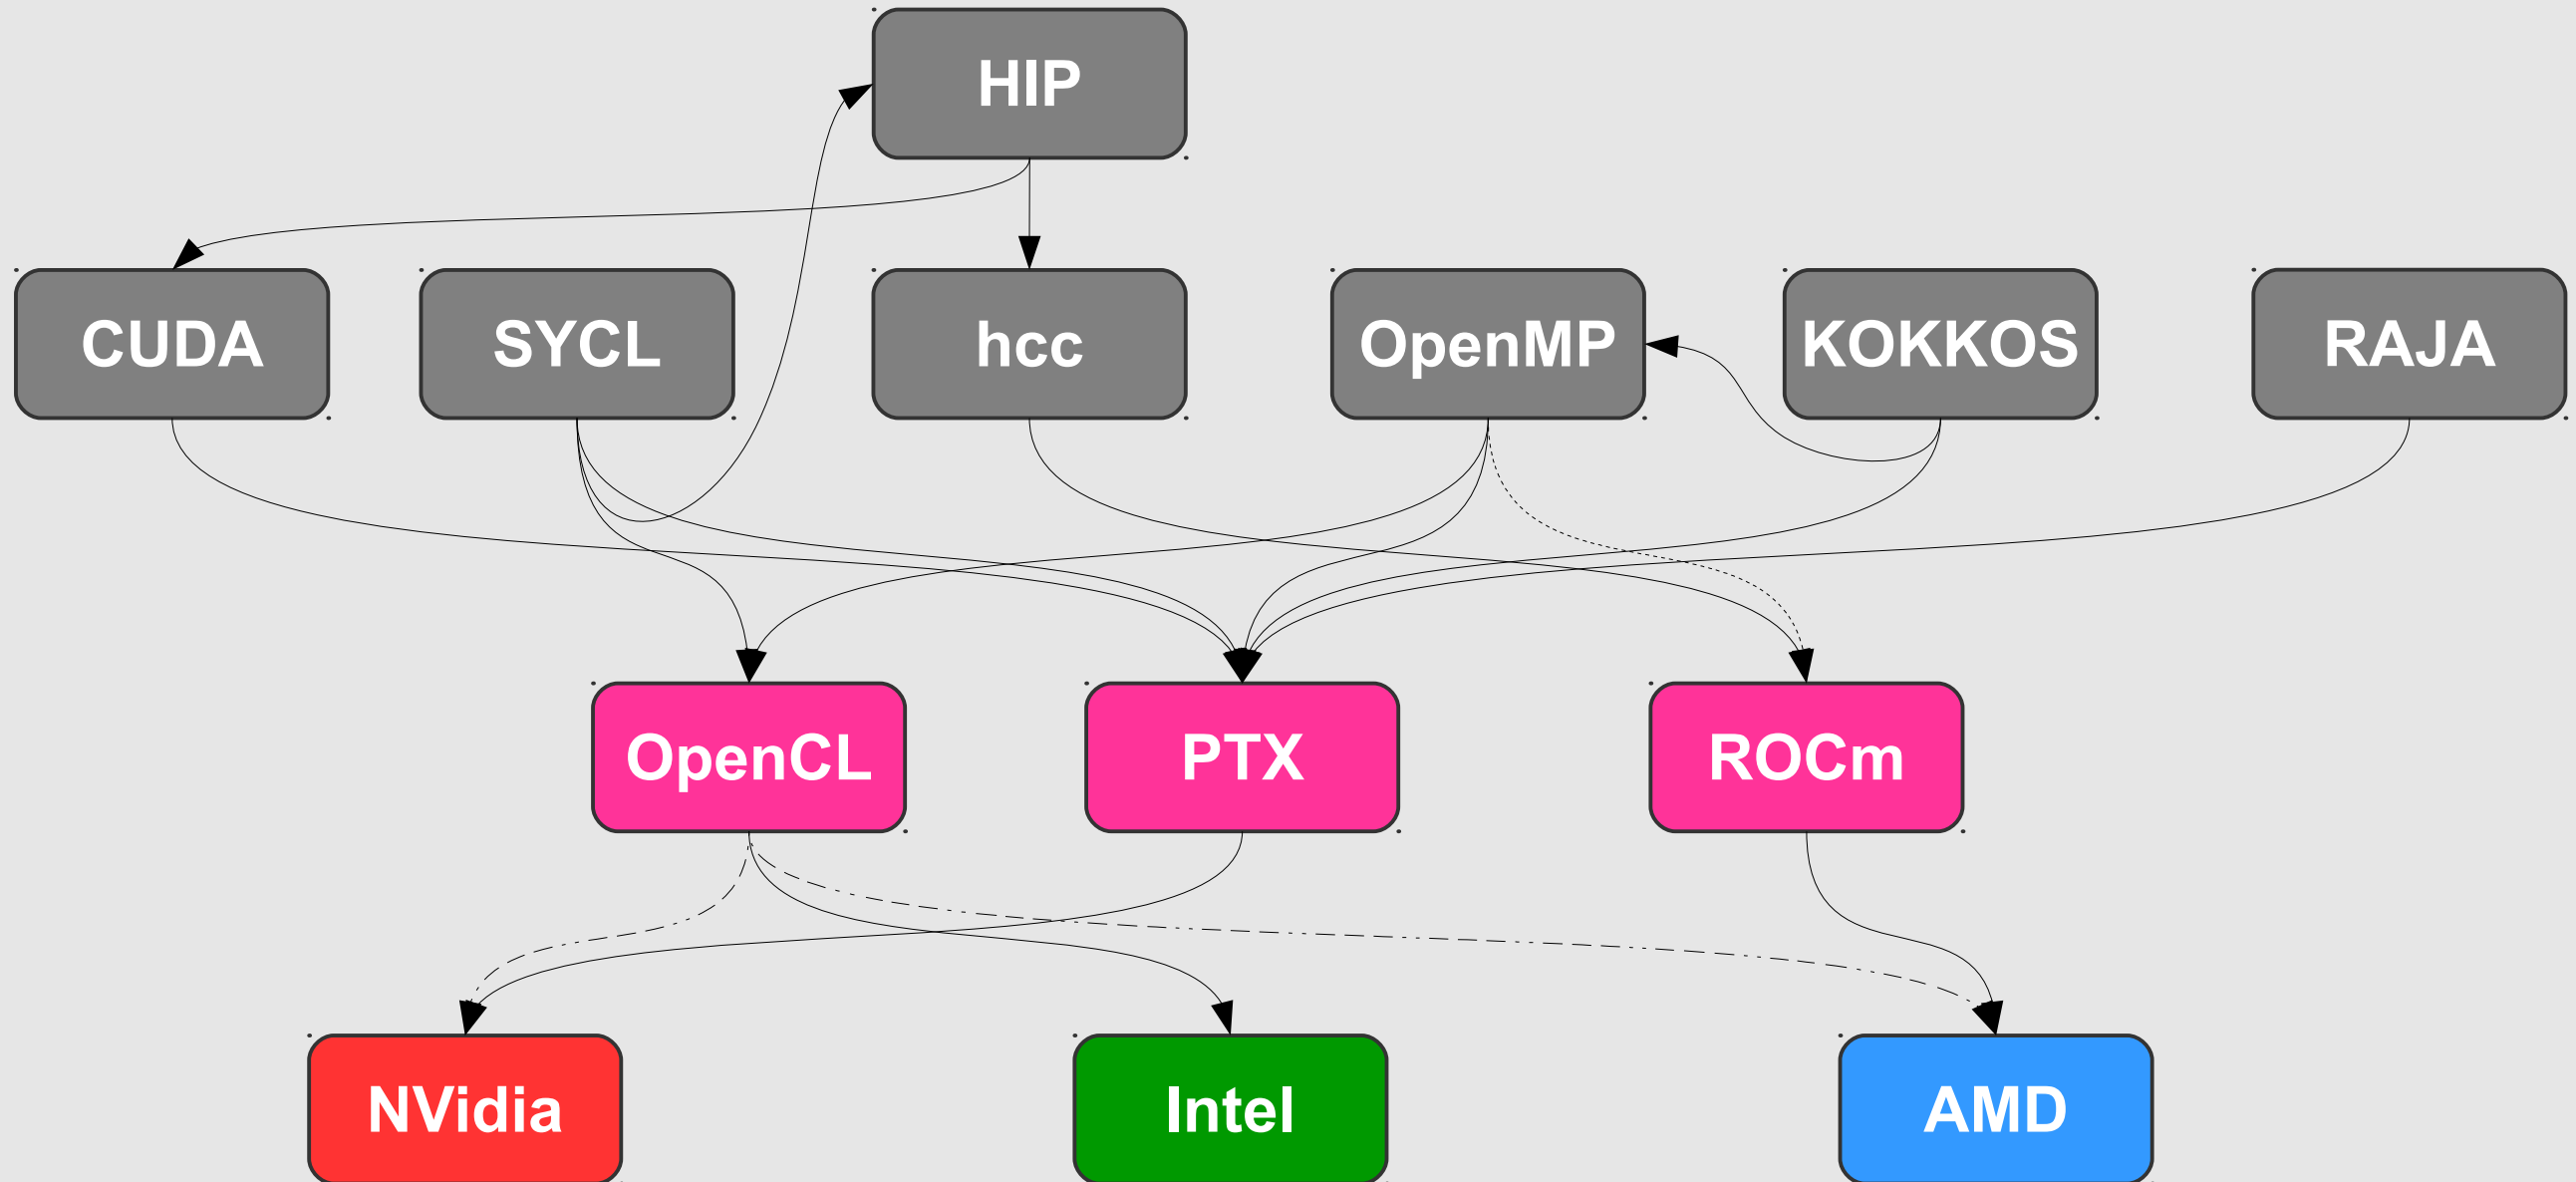 HIP
CUDA
SYCL
hcc
OpenMP
KOKKOS
RAJA
OpenCL
PTX
ROCm
NVidia
Intel
AMD